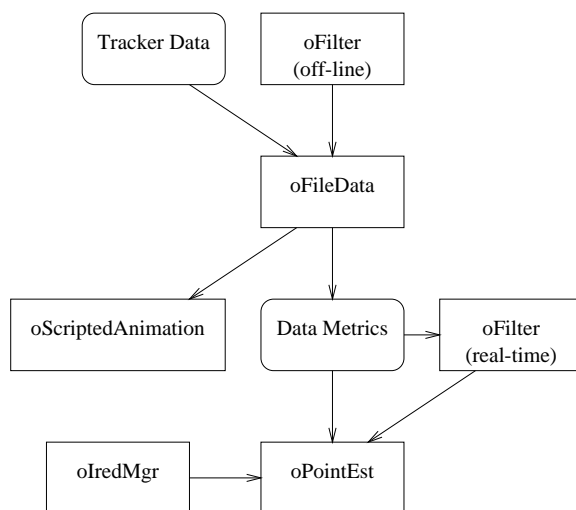 Tracker Data
oFilter
(off-line)
oFileData
oScriptedAnimation
Data Metrics
oFilter
(real-time)
oIredMgr
oPointEst